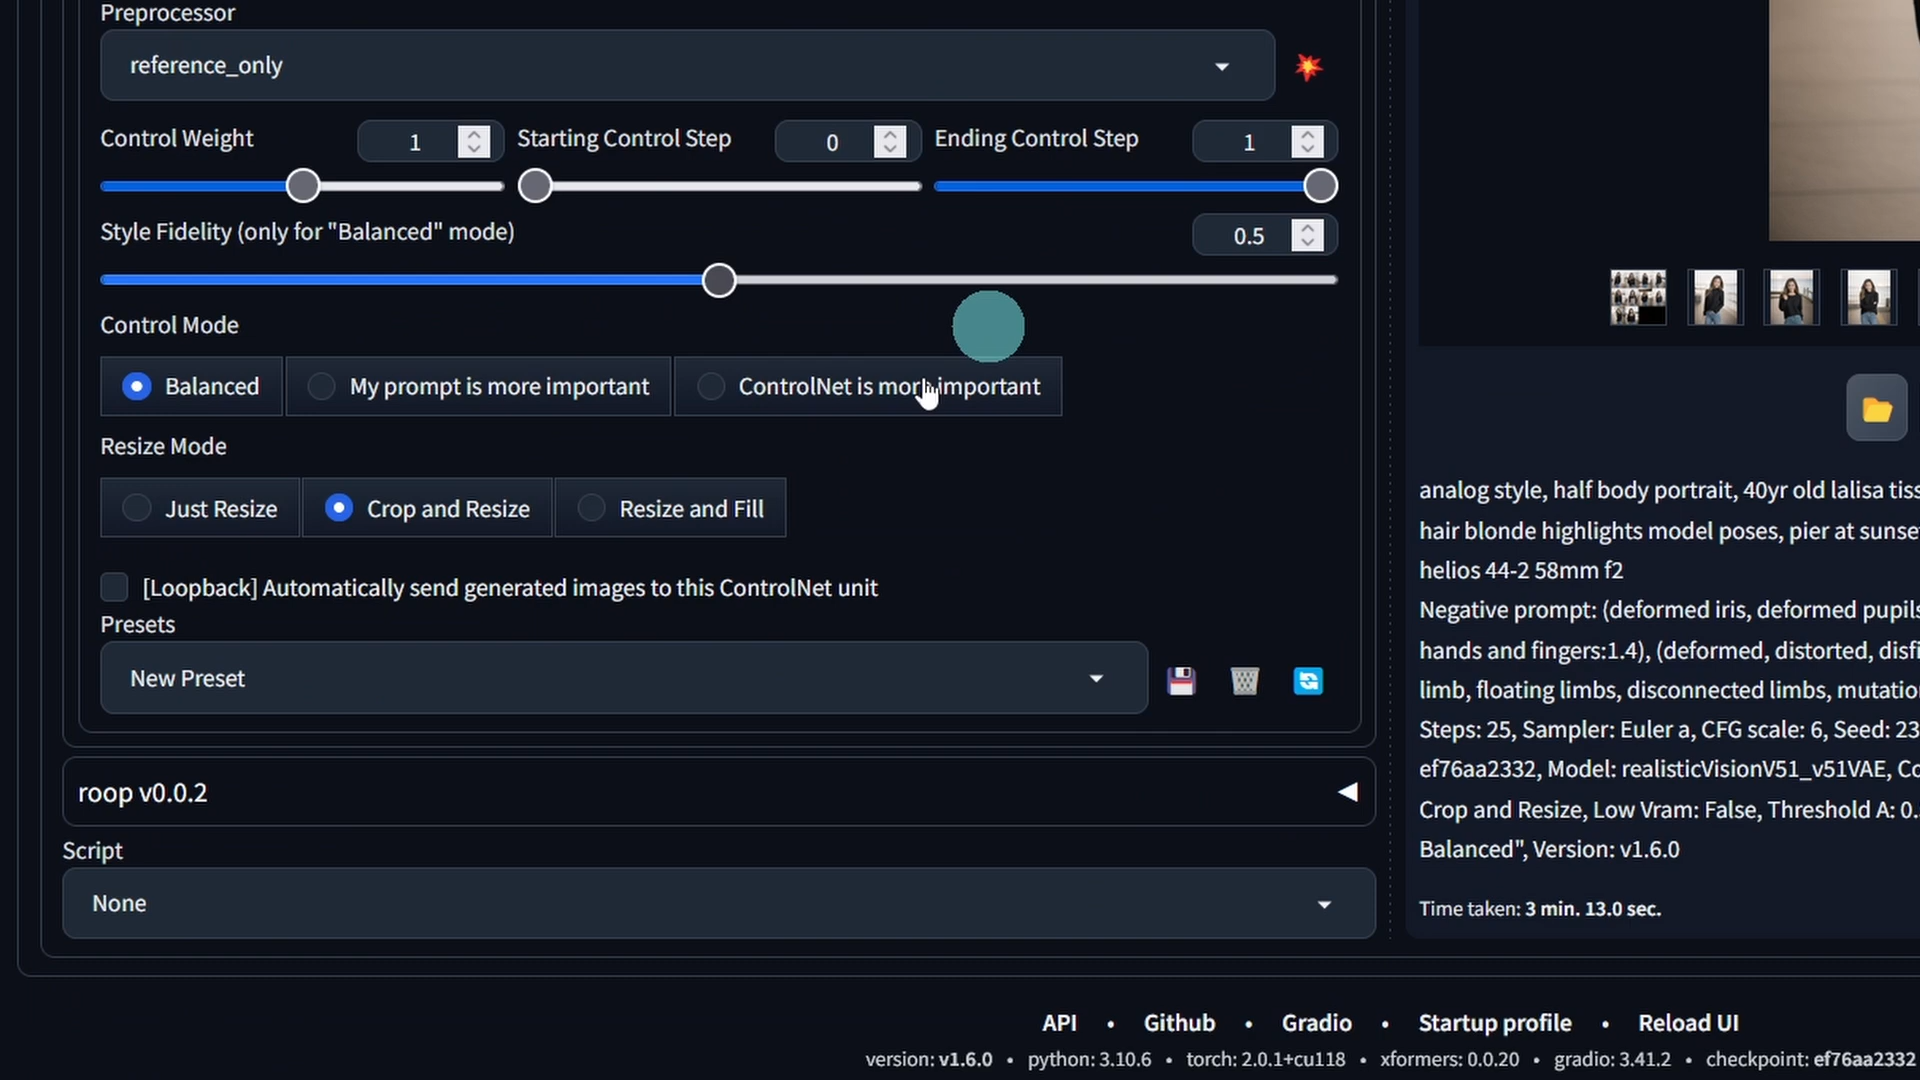 Preprocessor
reference_only
Control Weight 1 Starting Control Step 0 Ending Control Step 1
Style Fidelity (only for "Balanced" mode) 0.5
Control Mode
Balanced My prompt is more important ControlNet is more important
Resize Mode
Just Resize Crop and Resize Resize and Fill
[Loopback] Automatically send generated images to this ControlNet unit
Presets
New Preset
roop v0.0.2
Script
None
analog style, half body portrait, 40yr old lalisa
hair blonde highlights model poses, pier at
helios 44-2 58mm f2
Negative prompt: (deformed iris, deformed
hands and fingers:1.4), (deformed, distorted,
limb, floating limbs, disconnected limbs,
Steps: 25, Sampler: Euler a, CFG scale: 6, Seed: 23
ef76aa2332, Model: realisticVisionV51_v51VAE,
Crop and Resize, Low Vram: False, Threshold A: 0.
Balanced", Version: v1.6.0
Time taken: 3 min. 13.0 sec.
API • Github • Gradio • Startup profile • Reload UI
version: v1.6.0 • python: 3.10.6 • torch: 2.0.1+cu118 • xformers: 0.0.20 • gradio: 3.41.2 • checkpoint: ef76aa2332